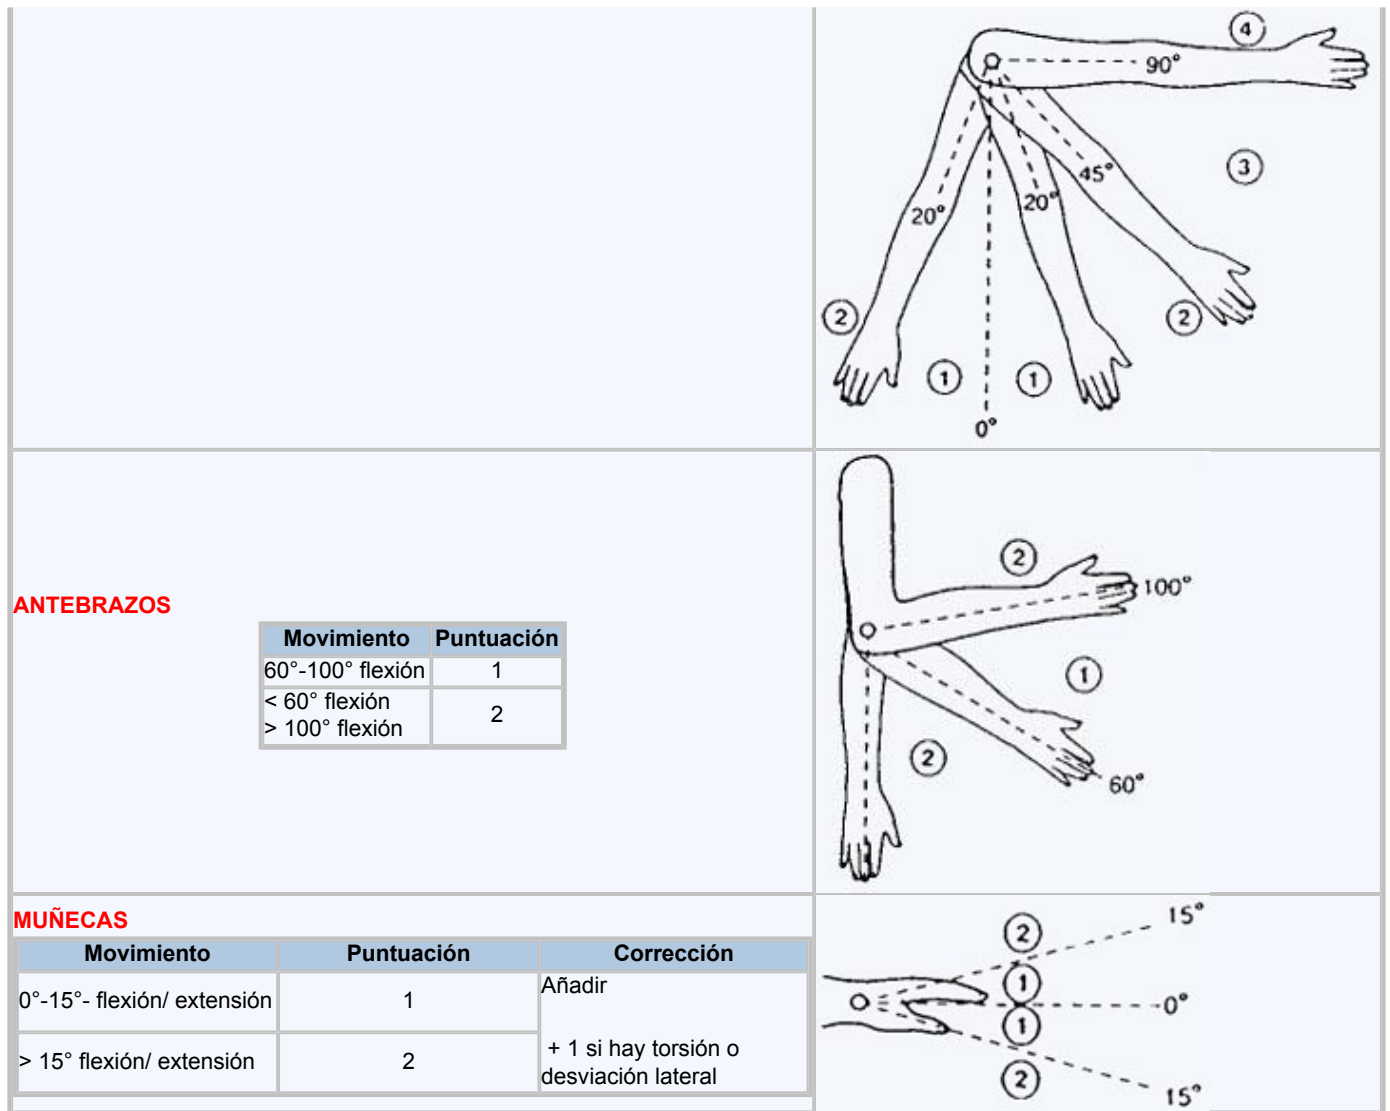 4
90°
3
45°
20°
20°
2
2
1
1
0°
ANTEBRAZOS
Movimiento Puntuación
60°-100° flexión 1
< 60° flexión
> 100° flexión
2
2
100°
1
2
60°
MUÑECAS
Movimiento Puntuación Corrección
0°-15°- flexión/ extensión 1
> 15° flexión/ extensión 2
Añadir
+ 1 si hay torsión o
desviación lateral
15°
2
1
0°
1
2
15°